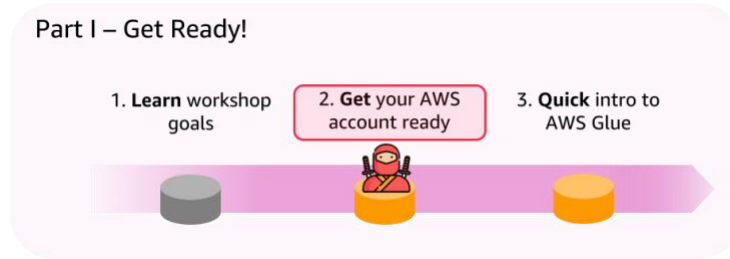 Part I – Get Ready!
1. Learn workshop
goals
2. Get your AWS
account ready
3. Quick intro to
AWS Glue